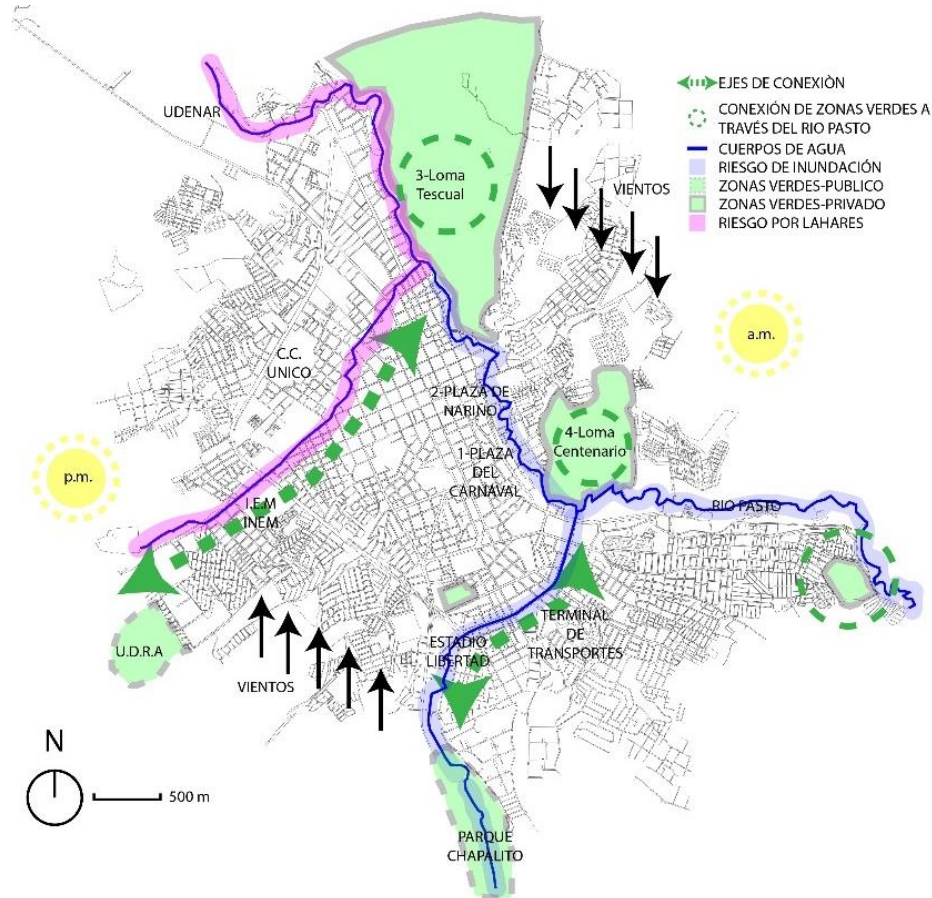 EJES DE CONEXIÒN
CONEXIÓN DE ZONAS VERDES A
TRAVÉS DEL RIO PASTO
CUERPOS DE AGUA
RIESGO DE INUNDACIÓN
ZONAS VERDES-PUBLICO
ZONAS VERDES-PRIVADO
RIESGO POR LAHARES
UDENAR
3-Loma
Tescual
VIENTOS
a.m.
C.C.
UNICO
2-PLAZA DE
NARIÑO
4-Loma
Centenario
1-PLAZA
DEL
CARNAVAL
p.m.
I.E.M
INEM
RIO PASTO
U.D.R.A
VIENTOS
ESTADIO
LIBERTAD
TERMINAL
DE
TRANSPORTES
N
500 m
PARQUE
CHAPALITO